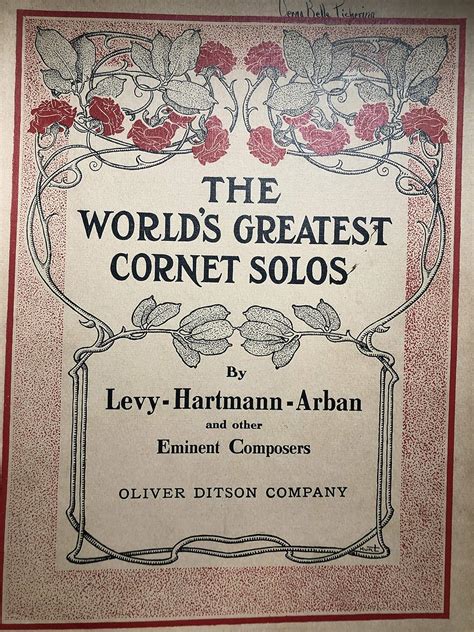 THE
WORLD'S GREATEST
CORNET SOLOS
By
Levy-Hartmann-Arban
and other
Eminent Composers
OLIVER DITSON COMPANY